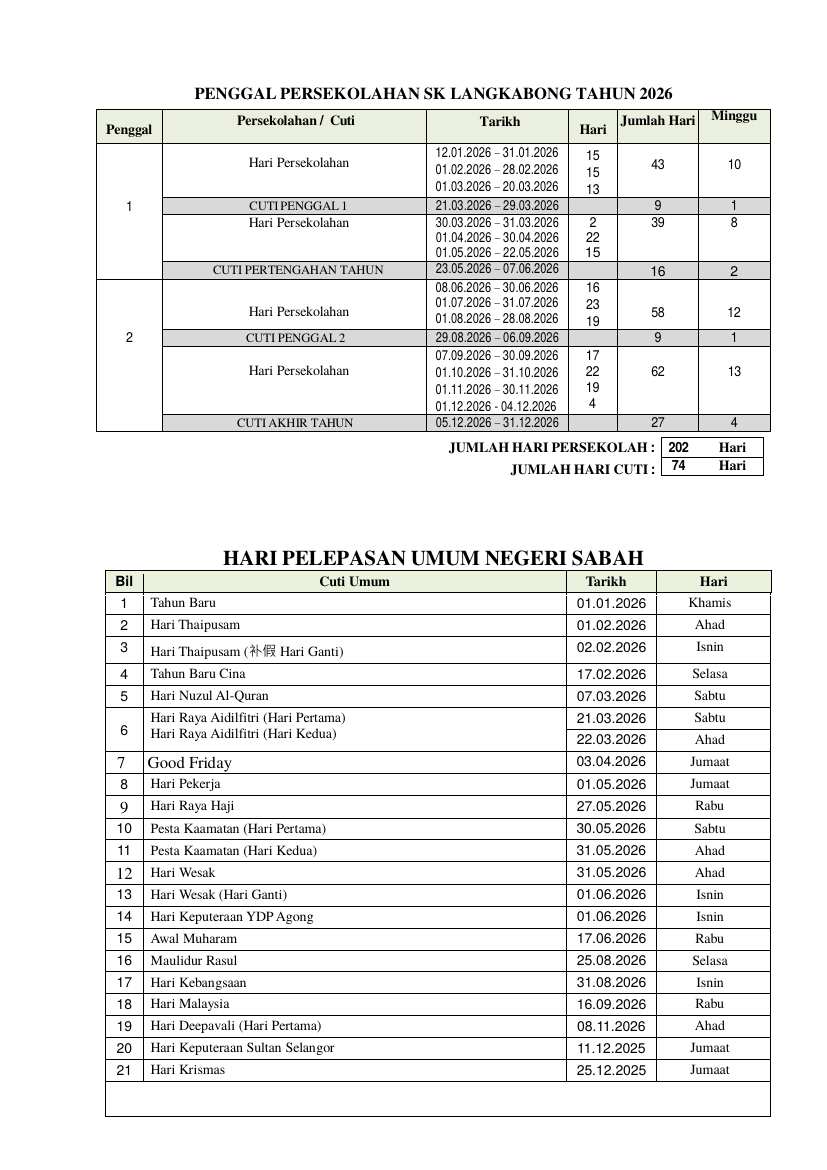 PENGGAL PERSEKOLAHAN SK LANGKABONG TAHUN 2026
Penggal Persekolahan / Cuti Tarikh Hari Jumlah Hari Minggu
1
Hari Persekolahan 12.01.2026 – 31.01.2026 15 43 10
01.02.2026 – 28.02.2026 15
01.03.2026 – 20.03.2026 13
CUTI PENGGAL 1 21.03.2026 – 29.03.2026 9 1
Hari Persekolahan 30.03.2026 – 31.03.2026 2 39 8
01.04.2026 – 30.04.2026 22
01.05.2026 – 22.05.2026 15
CUTI PERTENGAHAN TAHUN 23.05.2026 – 07.06.2026 16 2
2
Hari Persekolahan 08.06.2026 – 30.06.2026 16 58 12
01.07.2026 – 31.07.2026 23
01.08.2026 – 28.08.2026 19
CUTI PENGGAL 2 29.08.2026 – 06.09.2026 9 1
Hari Persekolahan 07.09.2026 – 30.09.2026 17 62 13
01.10.2026 – 31.10.2026 22
01.11.2026 – 30.11.2026 19
01.12.2026 - 04.12.2026 4
CUTI AKHIR TAHUN 05.12.2026 – 31.12.2026 27 4
JUMLAH HARI PERSEKOLAH : 202 Hari
JUMLAH HARI CUTI : 74 Hari
HARI PELEPASAN UMUM NEGERI SABAH
Bil Cuti Umum Tarikh Hari
1 Tahun Baru 01.01.2026 Khamis
2 Hari Thaipusam 01.02.2026 Ahad
3 Hari Thaipusam (补假 Hari Ganti) 02.02.2026 Isnin
4 Tahun Baru Cina 17.02.2026 Selasa
5 Hari Nuzul Al-Quran 07.03.2026 Sabtu
6 Hari Raya Aidilfitri (Hari Pertama) 21.03.2026 Sabtu
Hari Raya Aidilfitri (Hari Kedua) 22.03.2026 Ahad
7 Good Friday 03.04.2026 Jumaat
8 Hari Pekerja 01.05.2026 Jumaat
9 Hari Raya Haji 27.05.2026 Rabu
10 Pesta Kaamatan (Hari Pertama) 30.05.2026 Sabtu
11 Pesta Kaamatan (Hari Kedua) 31.05.2026 Ahad
12 Hari Wesak 31.05.2026 Ahad
13 Hari Wesak (Hari Ganti) 01.06.2026 Isnin
14 Hari Keputeraan YDP Agong 01.06.2026 Isnin
15 Awal Muharam 17.06.2026 Rabu
16 Maulidur Rasul 25.08.2026 Selasa
17 Hari Kebangsaan 31.08.2026 Isnin
18 Hari Malaysia 16.09.2026 Rabu
19 Hari Deepavali (Hari Pertama) 08.11.2026 Ahad
20 Hari Keputeraan Sultan Selangor 11.12.2025 Jumaat
21 Hari Krismas 25.12.2025 Jumaat